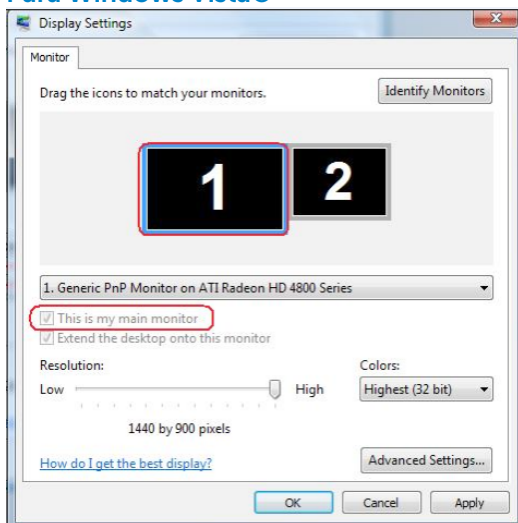 Para Windows Vista®
Display Settings
Monitor
Drag the icons to match your monitors.
Identify Monitors
1 2
1. Generic PnP Monitor on ATI Radeon HD 4800 Series
This is my main monitor
Extend the desktop onto this monitor
Resolution:
Colors:
Low High
Highest (32 bit)
1440 by 900 pixels
How do I get the best display?
Advanced Settings...
OK Cancel Apply